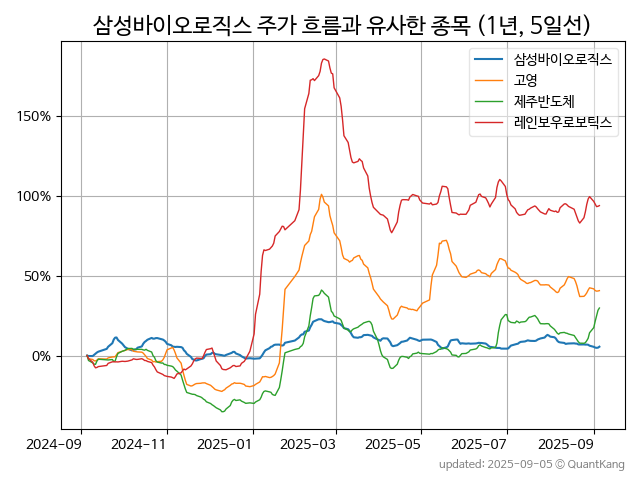 삼성바이오로직스 주가 흐름과 유사한 종목 (1년, 5일선)
삼성바이오로직스
고영
제주반도체
레인보우로보틱스
150%
100%
50%
0%
2024-09 2024-11 2025-01 2025-03 2025-05 2025-07 2025-09
updated: 2025-09-05 © QuantKang